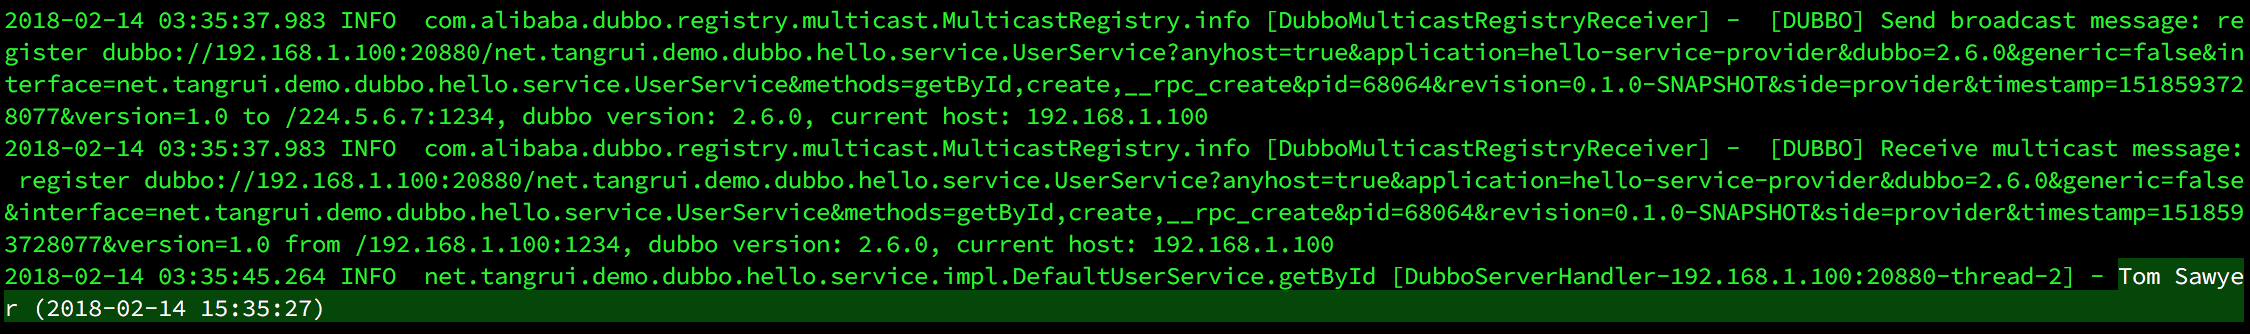 2018-02-14 03:35:37.983 INFO  com.alibaba.dubbo.registry.multicast.MulticastRegistry.info [DubboMulticastRegistryReceiver] -  [DUBBO] Send broadcast message: re
gister dubbo://192.168.1.100:20880/net.tangrui.demo.dubbo.hello.service.UserService?anyhost=true&application=hello-service-provider&dubbo=2.6.0&generic=false&in
terface=net.tangrui.demo.dubbo.hello.service.UserService&methods=getById,create,__rpc_create&pid=68064&revision=0.1.0-SNAPSHOT&side=provider&timestamp=151859372
8077&version=1.0 to /224.5.6.7:1234, dubbo version: 2.6.0, current host: 192.168.1.100
2018-02-14 03:35:37.983 INFO  com.alibaba.dubbo.registry.multicast.MulticastRegistry.info [DubboMulticastRegistryReceiver] -  [DUBBO] Receive multicast message:
 register dubbo://192.168.1.100:20880/net.tangrui.demo.dubbo.hello.service.UserService?anyhost=true&application=hello-service-provider&dubbo=2.6.0&generic=false
&interface=net.tangrui.demo.dubbo.hello.service.UserService&methods=getById,create,__rpc_create&pid=68064&revision=0.1.0-SNAPSHOT&side=provider&timestamp=151859
3728077&version=1.0 from /192.168.1.100:1234, dubbo version: 2.6.0, current host: 192.168.1.100
2018-02-14 03:35:45.264 INFO  net.tangrui.demo.dubbo.hello.service.impl.DefaultUserService.getById [DubboServerHandler-192.168.1.100:20880-thread-2] - Tom Sawye
r (2018-02-14 15:35:27)